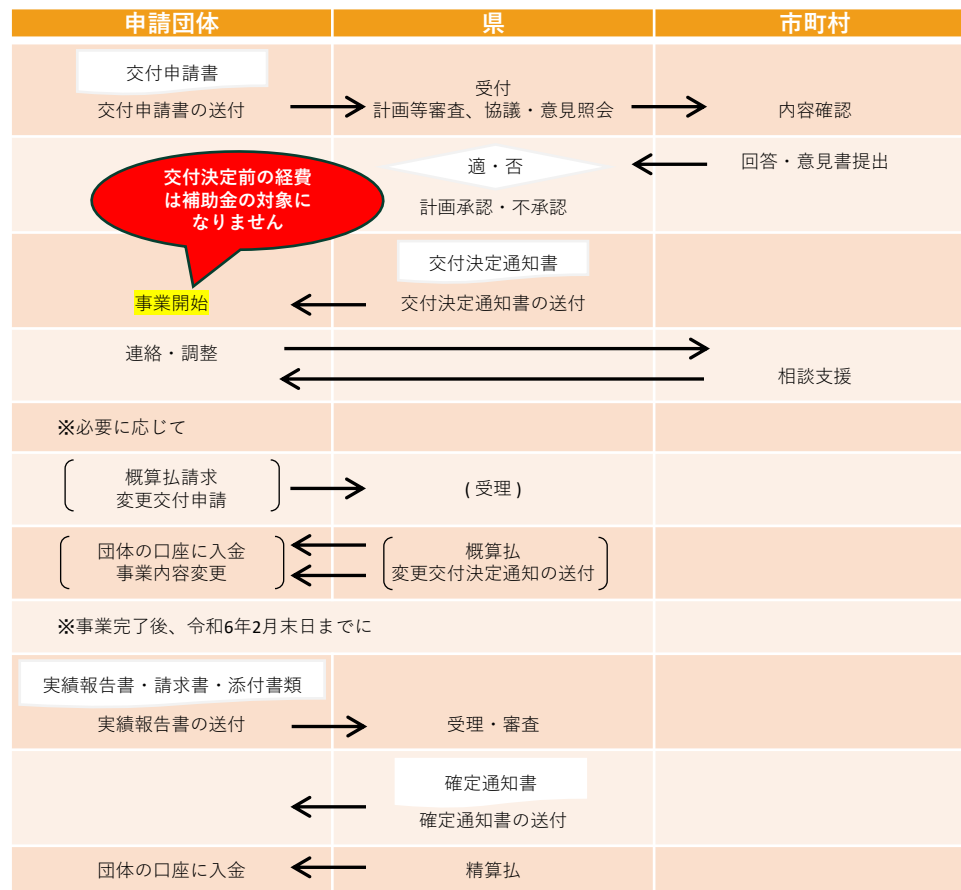 申請団体
県
市町村
交付申請書
交付申請書の送付
受付
計画等審査、協議・意見照会
内容確認
交付決定前の経費
は補助金の対象に
なりません
適・否
計画承認・不承認
回答・意見書提出
交付決定通知書
事業開始
交付決定通知書の送付
連絡・調整
相談支援
※必要に応じて
概算払請求
変更交付申請
( 受理 )
団体の口座に入金
事業内容変更
概算払
変更交付決定通知の送付
※事業完了後、令和6年2月末日までに
実績報告書・請求書・添付書類
実績報告書の送付
受理・審査
確定通知書
確定通知書の送付
団体の口座に入金
精算払